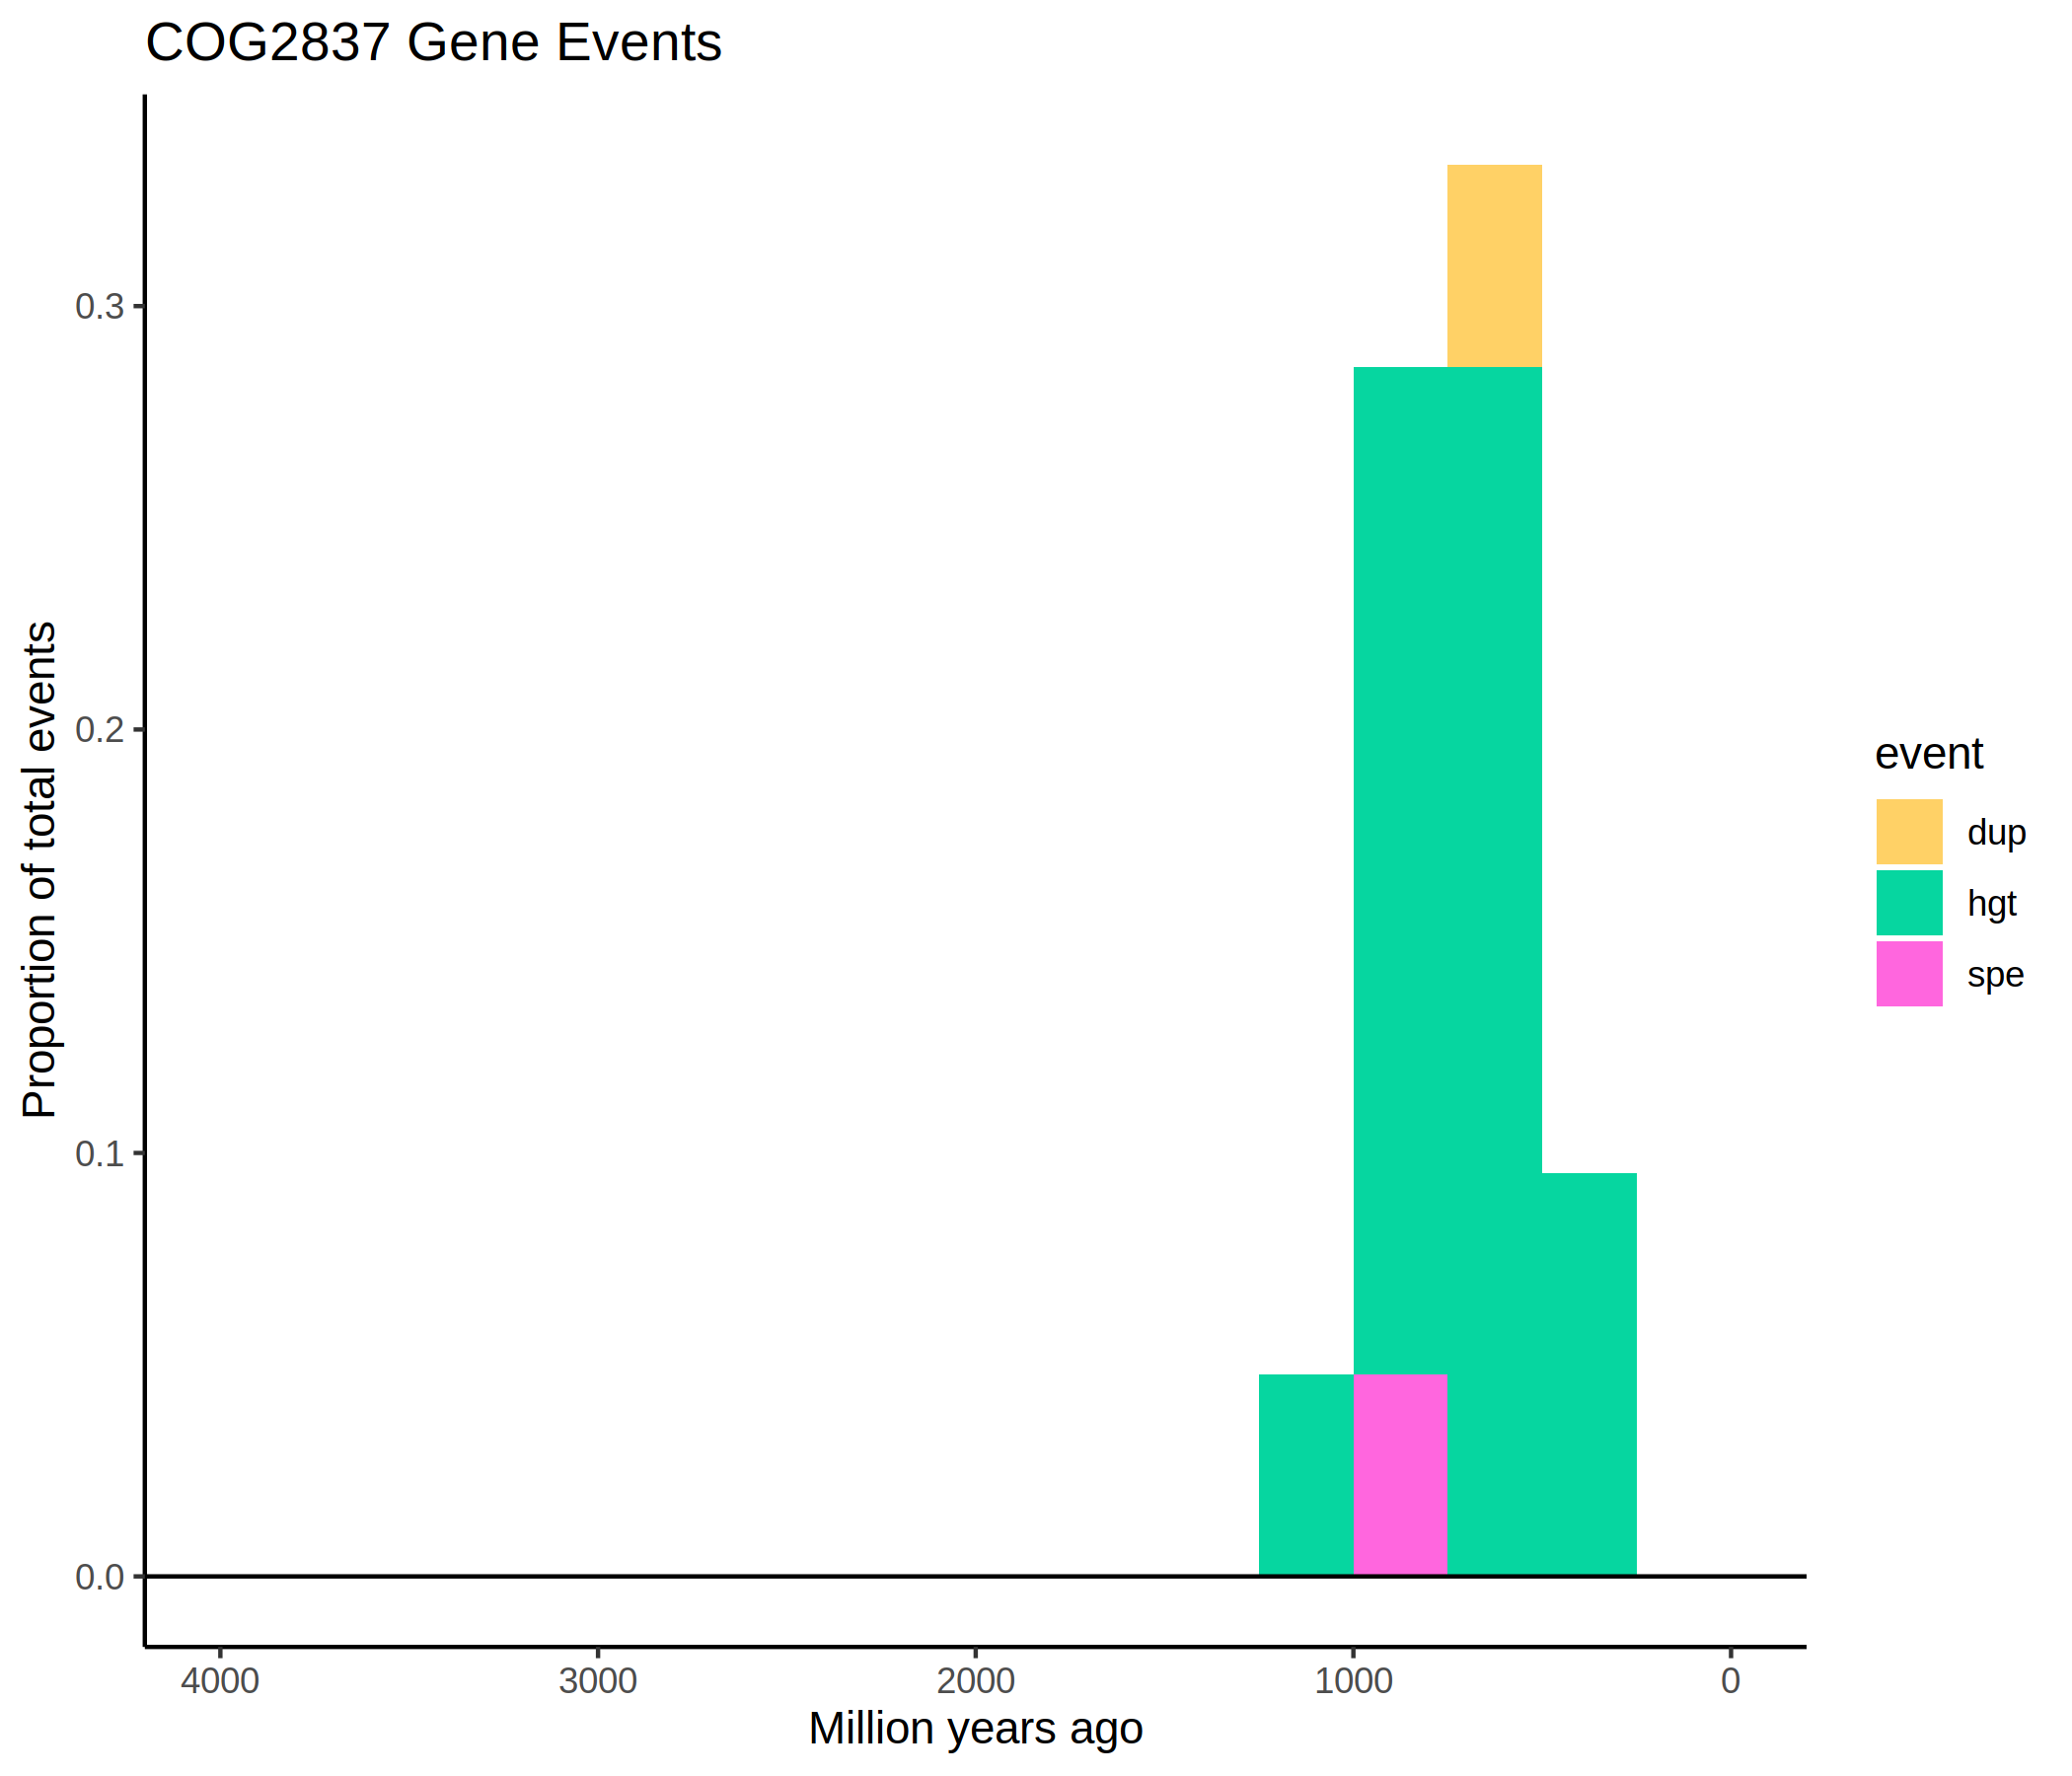 COG2837 Gene Events
Proportion of total events
0.3
0.2
0.1
0.0
4000 3000 2000 1000 0
Million years ago
event
dup
hgt
spe